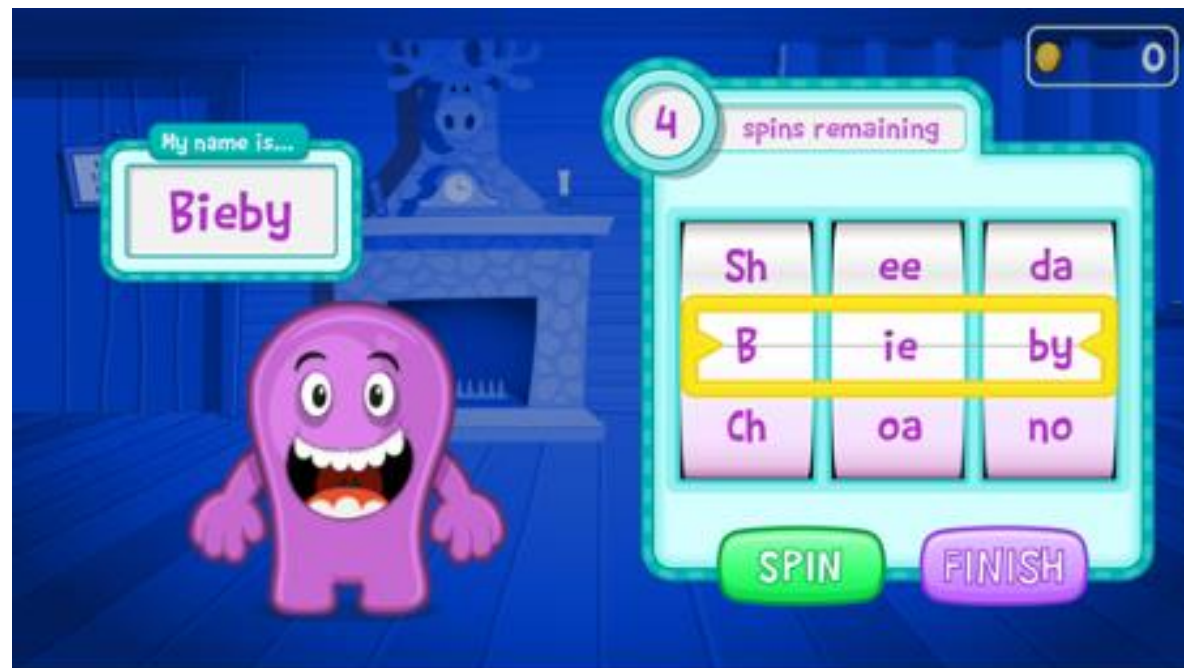 0
4
spins remaining
My name is...
Bieby
Sh ee da
B ie by
Ch oa no
SPIN FINISH